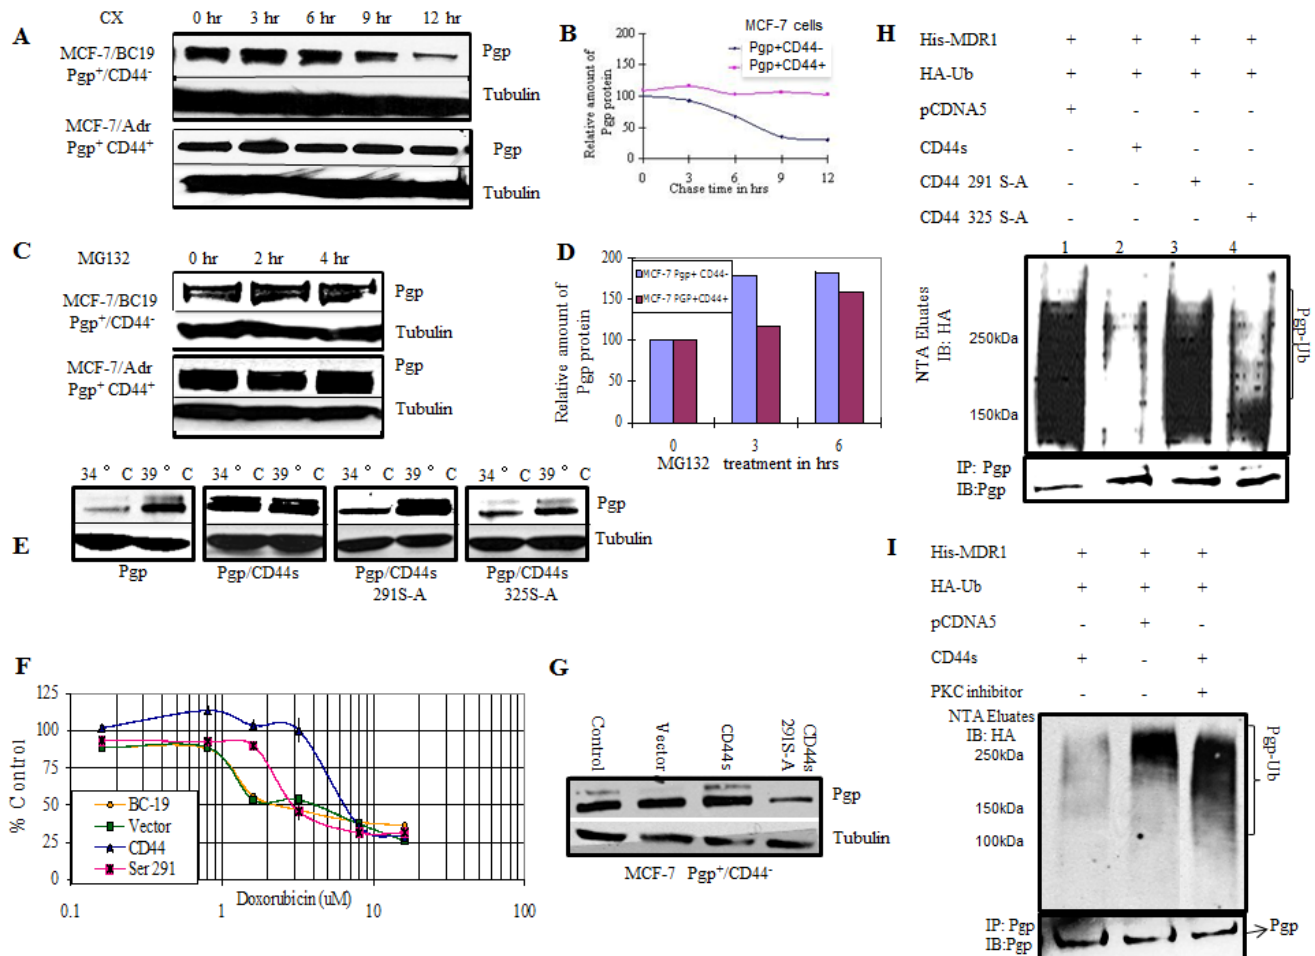 A
CX 0 hr 3 hr 6 hr 9 hr 12 hr
MCF-7/BC19
Pgp⁺/CD44⁻
Pgp
Tubulin
MCF-7/Adr
Pgp⁺ CD44⁺
Pgp
Tubulin
B
MCF-7 cells
Pgp+CD44-
Pgp+CD44+
Relative amount of
Pgp protein
200
150
100
50
0
0 3 6 9 12
Chase time in hrs
C
MG132 0 hr 2 hr 4 hr
MCF-7/BC19
Pgp⁺/CD44⁻
Pgp
Tubulin
MCF-7/Adr
Pgp⁺ CD44⁺
Pgp
Tubulin
D
MCF-7 Pgp+ CD44-
MCF-7 PGP+CD44+
Relative amount of
Pgp protein
200
150
100
50
0
0 3 6
MG132 treatment in hrs
E
34 ° C 39 ° C 34 ° C 39 ° C 34 ° C 39 ° C 34 ° C 39 ° C
Pgp
Tubulin
Pgp Pgp/CD44s Pgp/CD44s Pgp/CD44s
291S-A 325S-A
F
% Control
125
100
75
50
25
0
BC-19
Vector
CD44
Ser 291
Doxorubicin (uM)
0.1 1 10 100
G
Control
Vector
CD44s
CD44s
291S-A
Pgp
Tubulin
MCF-7 Pgp⁺/CD44⁻
H
His-MDR1 + + + +
HA-Ub + + + +
pCDNA5 + - - -
CD44s - + - -
CD44 291 S-A - - + -
CD44 325 S-A - - - +
1 2 3 4
NTA Eluates
IB: HA
250kDa
150kDa
Pgp-Ub
IP: Pgp
IB:Pgp
I
His-MDR1 + + +
HA-Ub + + +
pCDNA5 - + -
CD44s + - +
PKC inhibitor - - +
NTA Eluates
IB: HA
250kDa
150kDa
100kDa
Pgp-Ub
IP: Pgp
IB:Pgp
Pgp